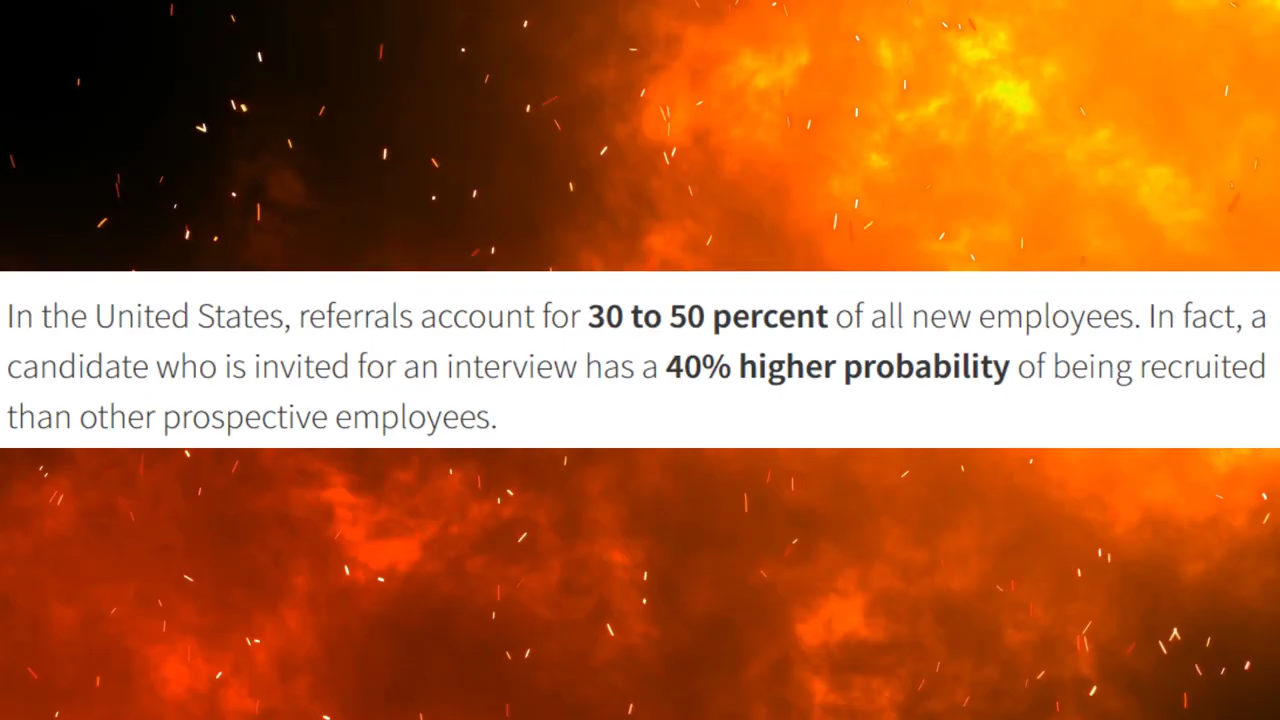 In the United States, referrals account for 30 to 50 percent of all new employees. In fact, a
candidate who is invited for an interview has a 40% higher probability of being recruited
than other prospective employees.